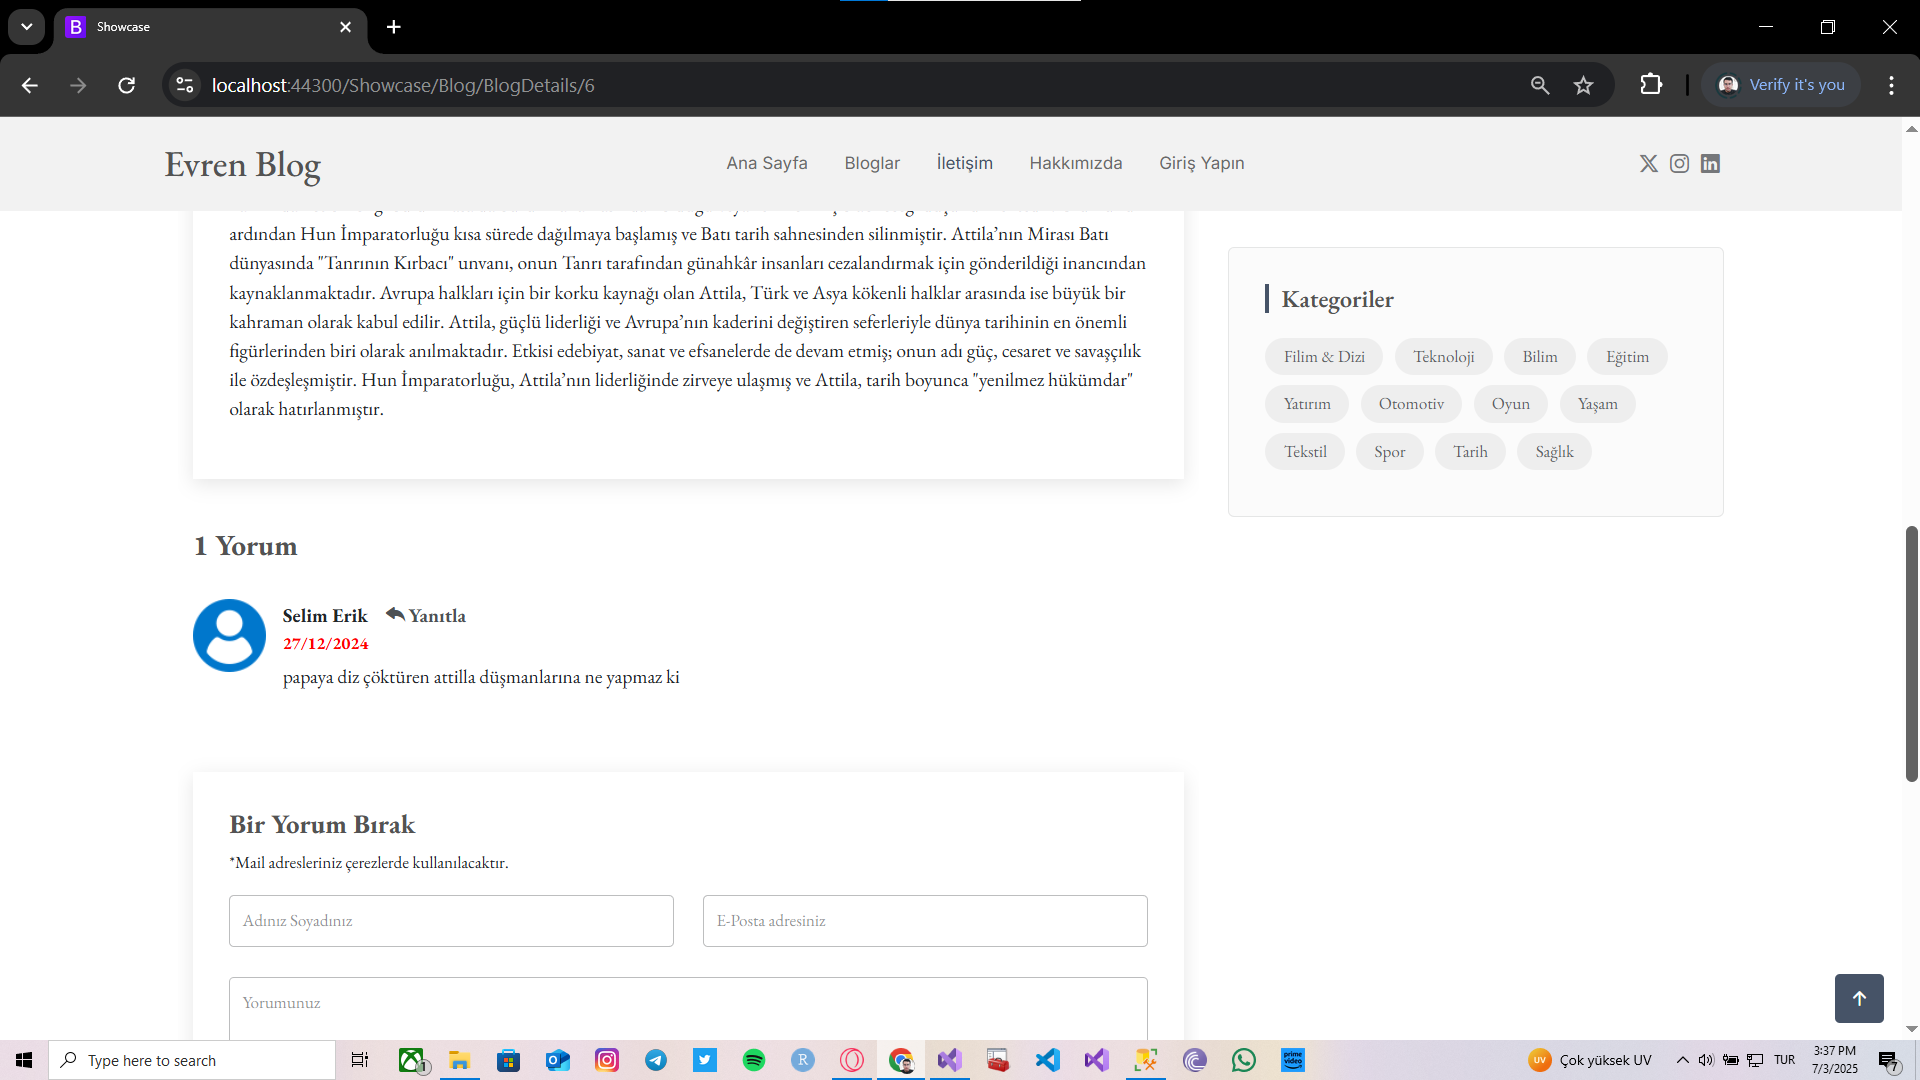 Showcase
localhost:44300/Showcase/Blog/BlogDetails/6
Verify it's you
Evren Blog
Ana Sayfa
Bloglar
İletişim
Hakkımızda
Giriş Yapın
ardından Hun İmparatorluğu kısa sürede dağılmaya başlamış ve Batı tarih sahnesinden silinmiştir. Attila’nın Mirası Batı
dünyasında "Tanrının Kırbacı" unvanı, onun Tanrı tarafından günahkâr insanları cezalandırmak için gönderildiği inancından
kaynaklanmaktadır. Avrupa halkları için bir korku kaynağı olan Attila, Türk ve Asya kökenli halklar arasında ise büyük bir
kahraman olarak kabul edilir. Attila, güçlü liderliği ve Avrupa’nın kaderini değiştiren seferleriyle dünya tarihinin en önemli
figürlerinden biri olarak anılmaktadır. Etkisi edebiyat, sanat ve efsanelerde de devam etmiş; onun adı güç, cesaret ve savaşçılık
ile özdeşleşmiştir. Hun İmparatorluğu, Attila’nın liderliğinde zirveye ulaşmış ve Attila, tarih boyunca "yenilmez hükümdar"
olarak hatırlanmıştır.
Kategoriler
Filim & Dizi
Teknoloji
Bilim
Eğitim
Yatırım
Otomotiv
Oyun
Yaşam
Tekstil
Spor
Tarih
Sağlık
1 Yorum
Selim Erik
Yanıtla
27/12/2024
papaya diz çöktüren attilla düşmanlarına ne yapmaz ki
Bir Yorum Bırak
*Mail adresleriniz çerezlerde kullanılacaktır.
Adınız Soyadınız
E-Posta adresiniz
Yorumunuz
Type here to search
1
prime video
UV
Çok yüksek UV
TUR
3:37 PM
7/3/2025
7